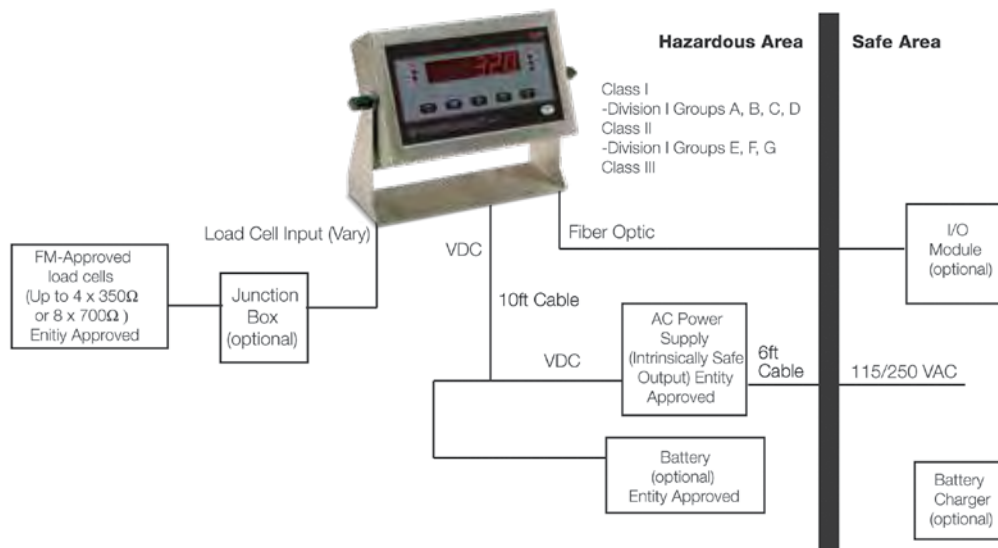 Hazardous Area
Safe Area
320
Class I
-Division I Groups A, B, C, D
Class II
-Division I Groups E, F, G
Class III
Load Cell Input (Vary)
VDC
Fiber Optic
I/O
Module
(optional)
FM-Approved
load cells
(Up to 4 x 350Ω
or 8 x 700Ω )
Enitiy Approved
Junction
Box
(optional)
10ft Cable
VDC
AC Power
Supply
(Intrinsically Safe
Output) Entity
Approved
6ft
Cable
115/250 VAC
Battery
(optional)
Entity Approved
Battery
Charger
(optional)